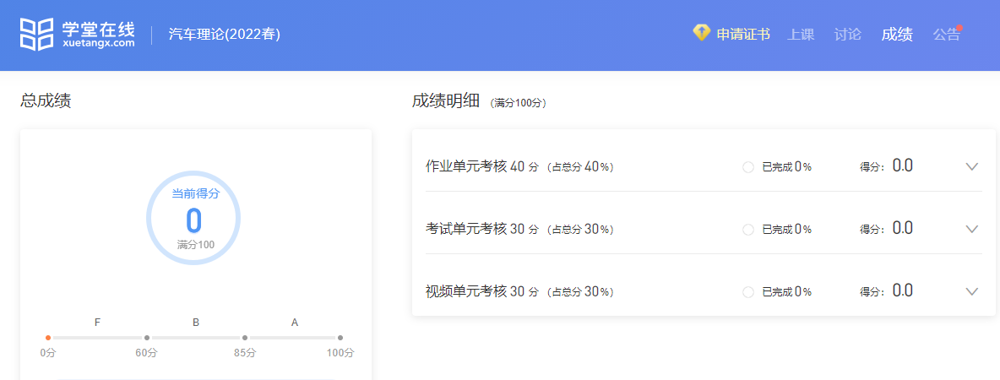 学堂在线
xuetangx.com
汽车理论(2022春)
申请证书 上课 讨论 成绩 公告
总成绩
成绩明细 (满分100分)
当前得分
0
满分100
F B A
0分 60分 85分 100分
作业单元考核 40 分 (占总分 40%) 已完成 0% 得分: 0.0
考试单元考核 30 分 (占总分 30%) 已完成 0% 得分: 0.0
视频单元考核 30 分 (占总分 30%) 已完成 0% 得分: 0.0